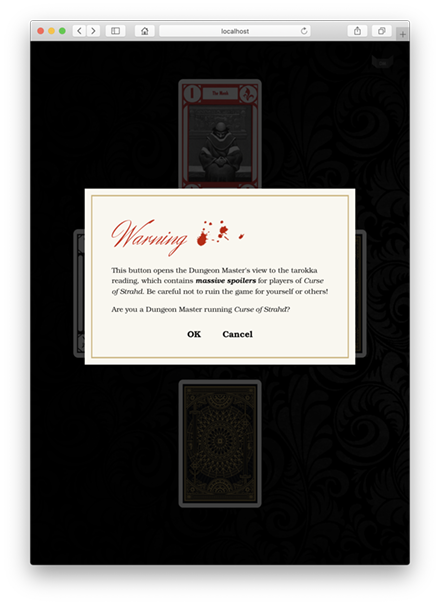 localhost
1 The Monk
Warning
This button opens the Dungeon Master's view to the tarokka
reading, which contains massive spoilers for players of Curse
of Strahd. Be careful not to ruin the game for yourself or others!
Are you a Dungeon Master running Curse of Strahd?
OK Cancel